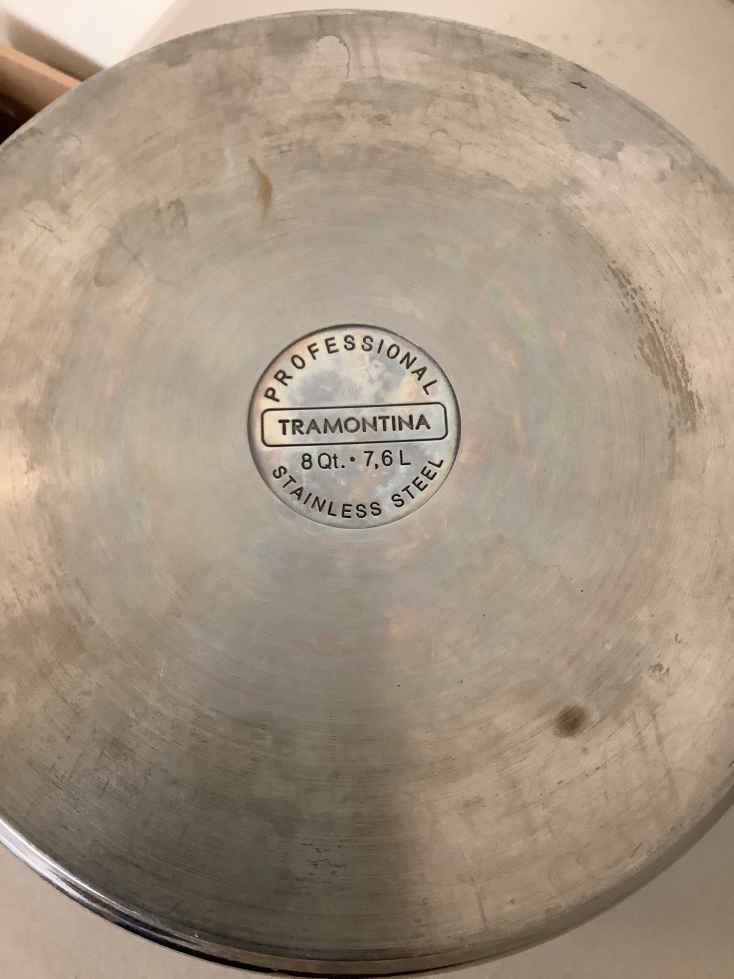 PROFESSIONAL
TRAMONTINA
8 Qt. • 7,6 L
STAINLESS STEEL